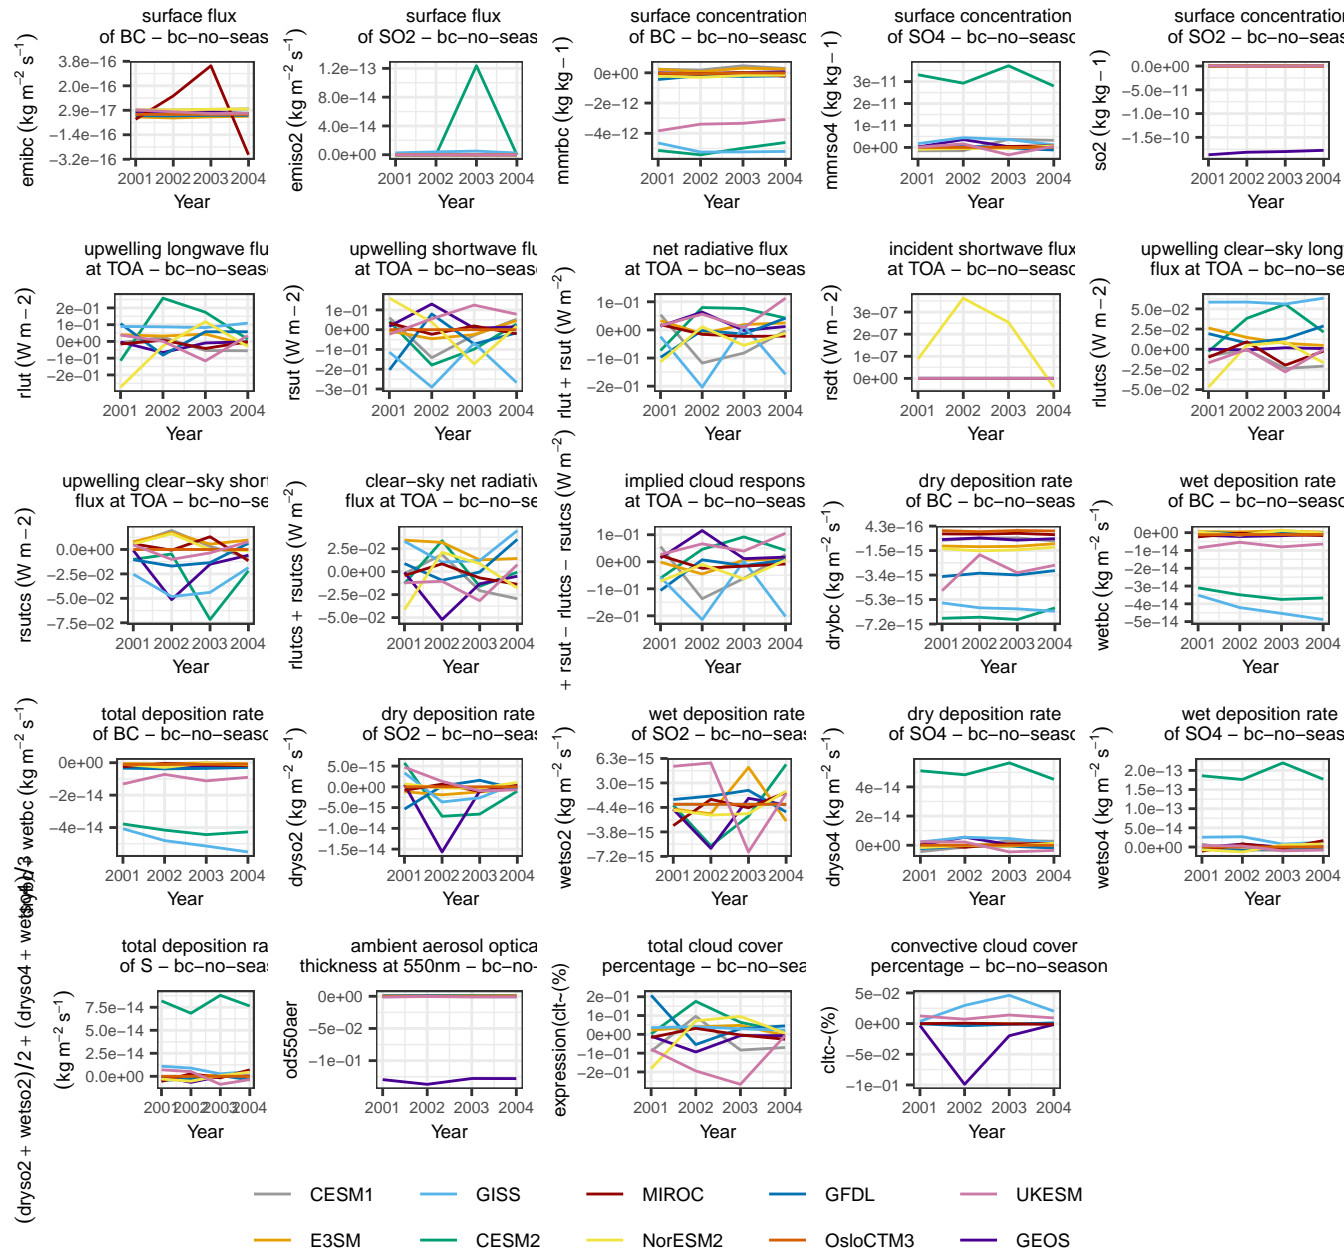 surface flux
of BC – bc–no–seas
emibc (kg m−2 s−1)
3.8e−16
2.0e−16
2.9e−17
−1.4e−16
−3.2e−16
2001 2002 2003 2004
Year
surface flux
of SO2 – bc–no–seas
emiso2 (kg m−2 s−1)
1.2e−13
8.0e−14
4.0e−14
0.0e+00
2001 2002 2003 2004
Year
surface concentration
of BC – bc–no–seasc
mmrbc (kg kg − 1)
0e+00
−2e−12
−4e−12
2001 2002 2003 2004
Year
surface concentration
of SO4 – bc–no–seas
mmrso4 (kg kg − 1)
3e−11
2e−11
1e−11
0e+00
2001 2002 2003 2004
Year
surface concentratio
of SO2 – bc–no–seas
so2 (kg kg − 1)
0.0e+00
−5.0e−11
−1.0e−10
−1.5e−10
2001 2002 2003 2004
Year
upwelling longwave flu
at TOA – bc–no–seasc
rlut (W m − 2)
2e−01
1e−01
0e+00
−1e−01
−2e−01
2001 2002 2003 2004
Year
upwelling shortwave flu
at TOA – bc–no–seas
rsut (W m − 2)
1e−01
0e+00
−1e−01
−2e−01
−3e−01
2001 2002 2003 2004
Year
net radiative flux
at TOA – bc–no–seas
rlut + rsut (W m−2)
1e−01
0e+00
−1e−01
−2e−01
2001 2002 2003 2004
Year
incident shortwave flux
at TOA – bc–no–seas
rsdt (W m − 2)
3e−07
2e−07
1e−07
0e+00
2001 2002 2003 2004
Year
upwelling clear–sky long
flux at TOA – bc–no–se
rlutcs (W m − 2)
5.0e−02
2.5e−02
0.0e+00
−2.5e−02
−5.0e−02
2001 2002 2003 2004
Year
upwelling clear–sky short
flux at TOA – bc–no–se
rsutcs (W m − 2)
0.0e+00
−2.5e−02
−5.0e−02
−7.5e−02
2001 2002 2003 2004
Year
clear–sky net radiativ
flux at TOA – bc–no–se
rlutcs + rsutcs (W m−2)
2.5e−02
0.0e+00
−2.5e−02
−5.0e−02
2001 2002 2003 2004
Year
implied cloud respons
at TOA – bc–no–seas
+ rsut − rlutcs − rsutcs (W m−2)
1e−01
0e+00
−1e−01
−2e−01
2001 2002 2003 2004
Year
dry deposition rate
of BC – bc–no–seas
drybc (kg m−2 s−1)
4.3e−16
−1.5e−15
−3.4e−15
−5.3e−15
−7.2e−15
2001 2002 2003 2004
Year
wet deposition rate
of BC – bc–no–seaso
wetbc (kg m−2 s−1)
0e+00
−1e−14
−2e−14
−3e−14
−4e−14
−5e−14
2001 2002 2003 2004
Year
total deposition rate
of BC – bc–no–seasc
wetbc (kg m−2 s−1)
0e+00
−2e−14
−4e−14
2001 2002 2003 2004
Year
dry deposition rate
of SO2 – bc–no–seas
dryso2 (kg m−2 s−1)
5.0e−15
0.0e+00
−5.0e−15
−1.0e−14
−1.5e−14
2001 2002 2003 2004
Year
wet deposition rate
of SO2 – bc–no–seas
wetso2 (kg m−2 s−1)
6.3e−15
3.0e−15
−4.4e−16
−3.8e−15
−7.2e−15
2001 2002 2003 2004
Year
dry deposition rate
of SO4 – bc–no–seas
dryso4 (kg m−2 s−1)
4e−14
2e−14
0e+00
2001 2002 2003 2004
Year
wet deposition rate
of SO4 – bc–no–seas
wetso4 (kg m−2 s−1)
2.0e−13
1.5e−13
1.0e−13
5.0e−14
0.0e+00
2001 2002 2003 2004
Year
total deposition ra
of S – bc–no–seas
(dryso2 + wetso2)/2 + (dryso4 + wetso4)/3
(kg m−2 s−1)
7.5e−14
5.0e−14
2.5e−14
0.0e+00
2001 2002 2003 2004
Year
ambient aerosol optica
thickness at 550nm – bc–no–
od550aer
0e+00
−5e−02
−1e−01
2001 2002 2003 2004
Year
total cloud cover
percentage – bc–no–sea
expression(clt~(%)
2e−01
1e−01
0.0e+00
−1e−01
−2e−01
2001 2002 2003 2004
Year
convective cloud cover
percentage – bc–no–season
cltc~(%)
5e−02
0e+00
−5e−02
−1e−01
2001 2002 2003 2004
Year
CESM1 GISS MIROC GFDL UKESM
E3SM CESM2 NorESM2 OsloCTM3 GEOS